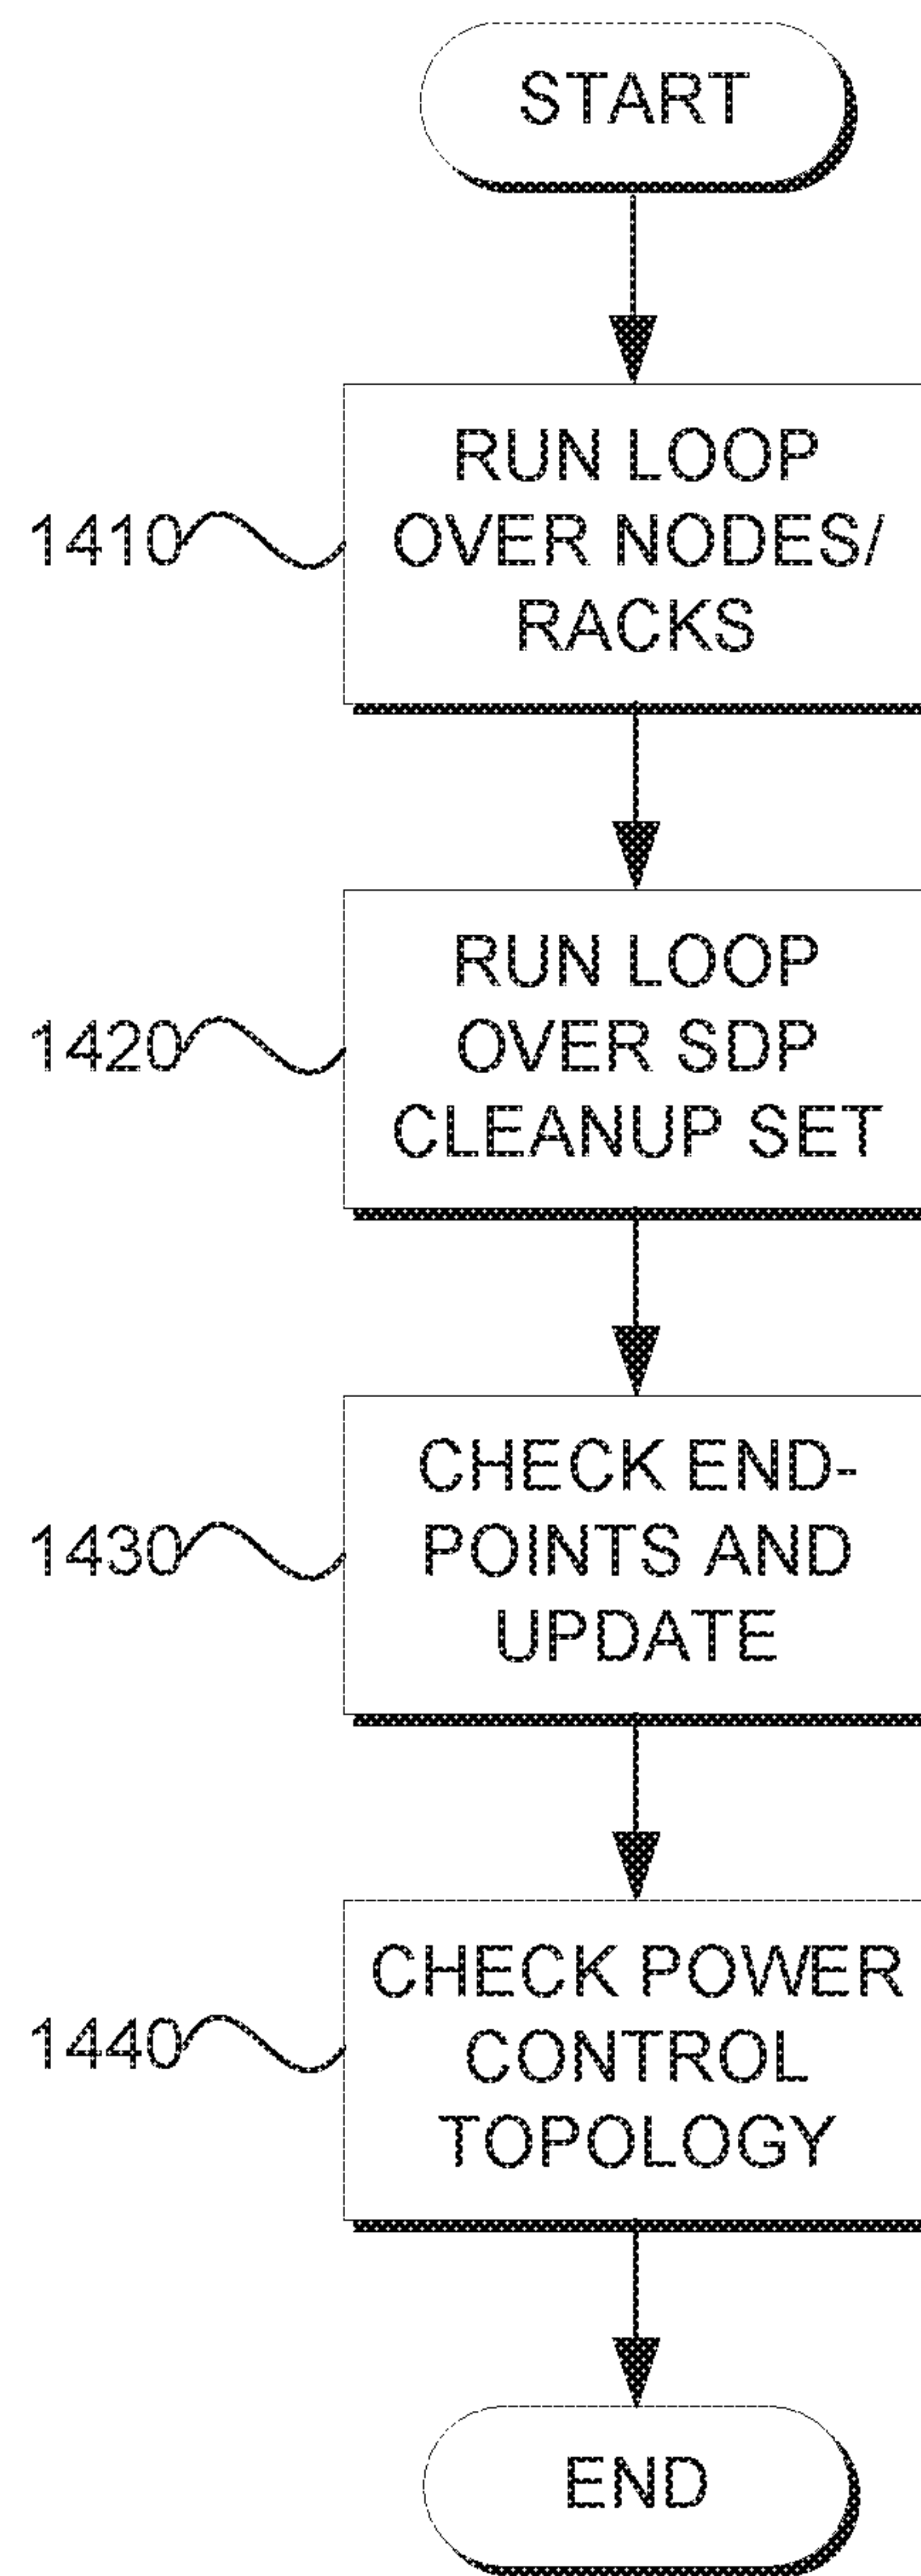 START
1410
RUN LOOP
OVER NODES/
RACKS
1420
RUN LOOP
OVER SDP
CLEANUP SET
1430
CHECK END-
POINTS AND
UPDATE
1440
CHECK POWER
CONTROL
TOPOLOGY
END